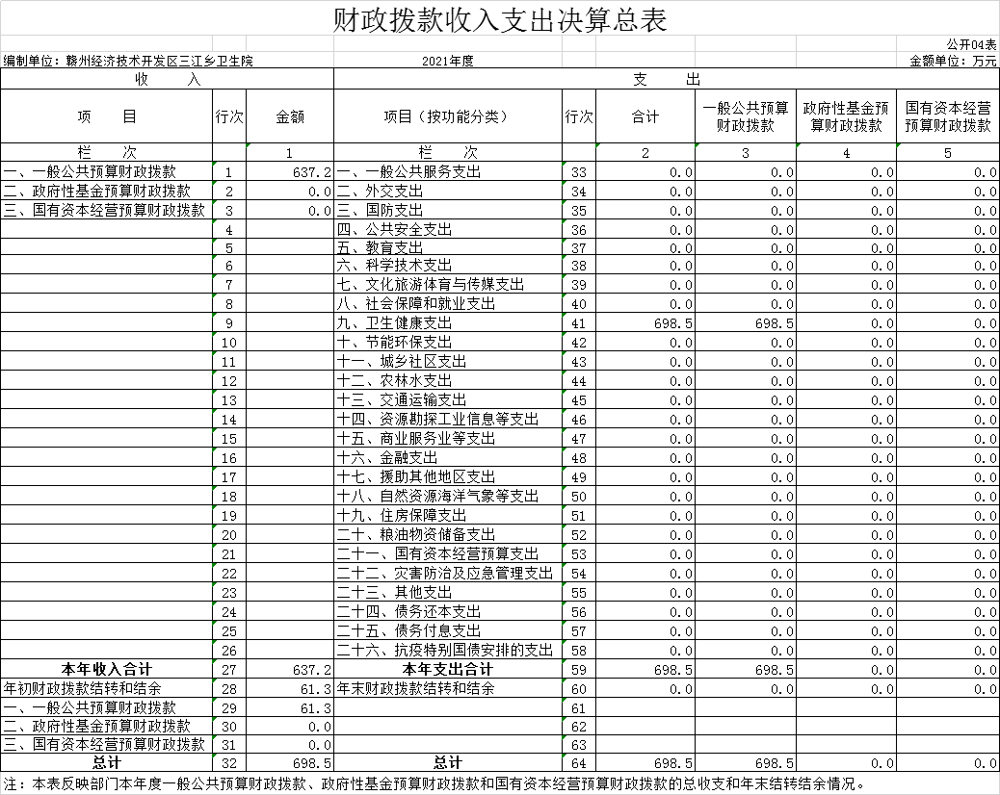 财政拨款收入支出决算总表
公开04表
编制单位：赣州经济技术开发区三江乡卫生院 2021年度 金额单位：万元
收 入 支 出
项 目 行次 金额 项目（按功能分类） 行次 合计 一般公共预算财政拨款 政府性基金预算财政拨款 国有资本经营预算财政拨款
栏 次 1 栏 次 2 3 4 5
一、一般公共预算财政拨款 1 637.2 一、一般公共服务支出 33 0.0 0.0 0.0 0.0
二、政府性基金预算财政拨款 2 0.0 二、外交支出 34 0.0 0.0 0.0 0.0
三、国有资本经营预算财政拨款 3 0.0 三、国防支出 35 0.0 0.0 0.0 0.0
4 四、公共安全支出 36 0.0 0.0 0.0 0.0
5 五、教育支出 37 0.0 0.0 0.0 0.0
6 六、科学技术支出 38 0.0 0.0 0.0 0.0
7 七、文化旅游体育与传媒支出 39 0.0 0.0 0.0 0.0
8 八、社会保障和就业支出 40 0.0 0.0 0.0 0.0
9 九、卫生健康支出 41 698.5 698.5 0.0 0.0
10 十、节能环保支出 42 0.0 0.0 0.0 0.0
11 十一、城乡社区支出 43 0.0 0.0 0.0 0.0
12 十二、农林水支出 44 0.0 0.0 0.0 0.0
13 十三、交通运输支出 45 0.0 0.0 0.0 0.0
14 十四、资源勘探工业信息等支出 46 0.0 0.0 0.0 0.0
15 十五、商业服务业等支出 47 0.0 0.0 0.0 0.0
16 十六、金融支出 48 0.0 0.0 0.0 0.0
17 十七、援助其他地区支出 49 0.0 0.0 0.0 0.0
18 十八、自然资源海洋气象等支出 50 0.0 0.0 0.0 0.0
19 十九、住房保障支出 51 0.0 0.0 0.0 0.0
20 二十、粮油物资储备支出 52 0.0 0.0 0.0 0.0
21 二十一、国有资本经营预算支出 53 0.0 0.0 0.0 0.0
22 二十二、灾害防治及应急管理支出 54 0.0 0.0 0.0 0.0
23 二十三、其他支出 55 0.0 0.0 0.0 0.0
24 二十四、债务还本支出 56 0.0 0.0 0.0 0.0
25 二十五、债务付息支出 57 0.0 0.0 0.0 0.0
26 二十六、抗疫特别国债安排的支出 58 0.0 0.0 0.0 0.0
本年收入合计 27 637.2 本年支出合计 59 698.5 698.5 0.0 0.0
年初财政拨款结转和结余 28 61.3 年末财政拨款结转和结余 60 0.0 0.0 0.0 0.0
一、一般公共预算财政拨款 29 61.3 61
二、政府性基金预算财政拨款 30 0.0 62
三、国有资本经营预算财政拨款 31 0.0 63
总计 32 698.5 总计 64 698.5 698.5 0.0 0.0
注：本表反映部门本年度一般公共预算财政拨款、政府性基金预算财政拨款和国有资本经营预算财政拨款的总收支和年末结转结余情况。